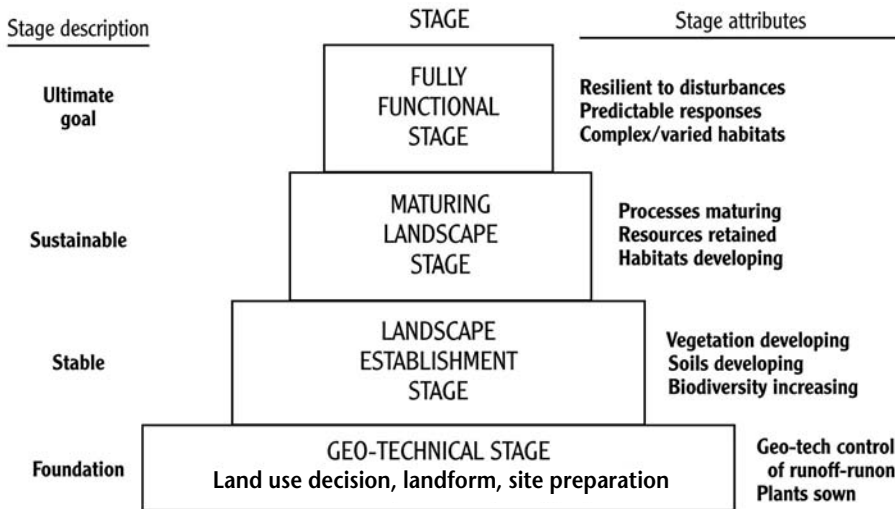 Stage description
STAGE
Stage attributes
Ultimate
goal
FULLY
FUNCTIONAL
STAGE
Resilient to disturbances
Predictable responses
Complex/varied habitats
Sustainable
MATURING
LANDSCAPE
STAGE
Processes maturing
Resources retained
Habitats developing
Stable
LANDSCAPE
ESTABLISHMENT
STAGE
Vegetation developing
Soils developing
Biodiversity increasing
Foundation
GEO-TECHNICAL STAGE
Land use decision, landform, site preparation
Geo-tech control
of runoff-runon
Plants sown